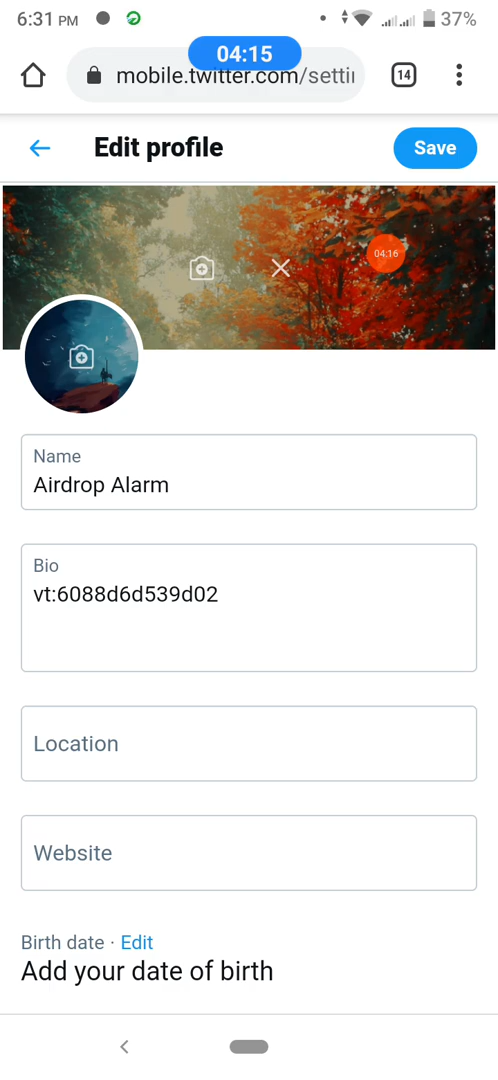 6:31 PM 37%
04:15
mobile.twitter.com/settin 14
Edit profile Save
04:16
Name
Airdrop Alarm
Bio
vt:6088d6d539d02
Location
Website
Birth date · Edit
Add your date of birth